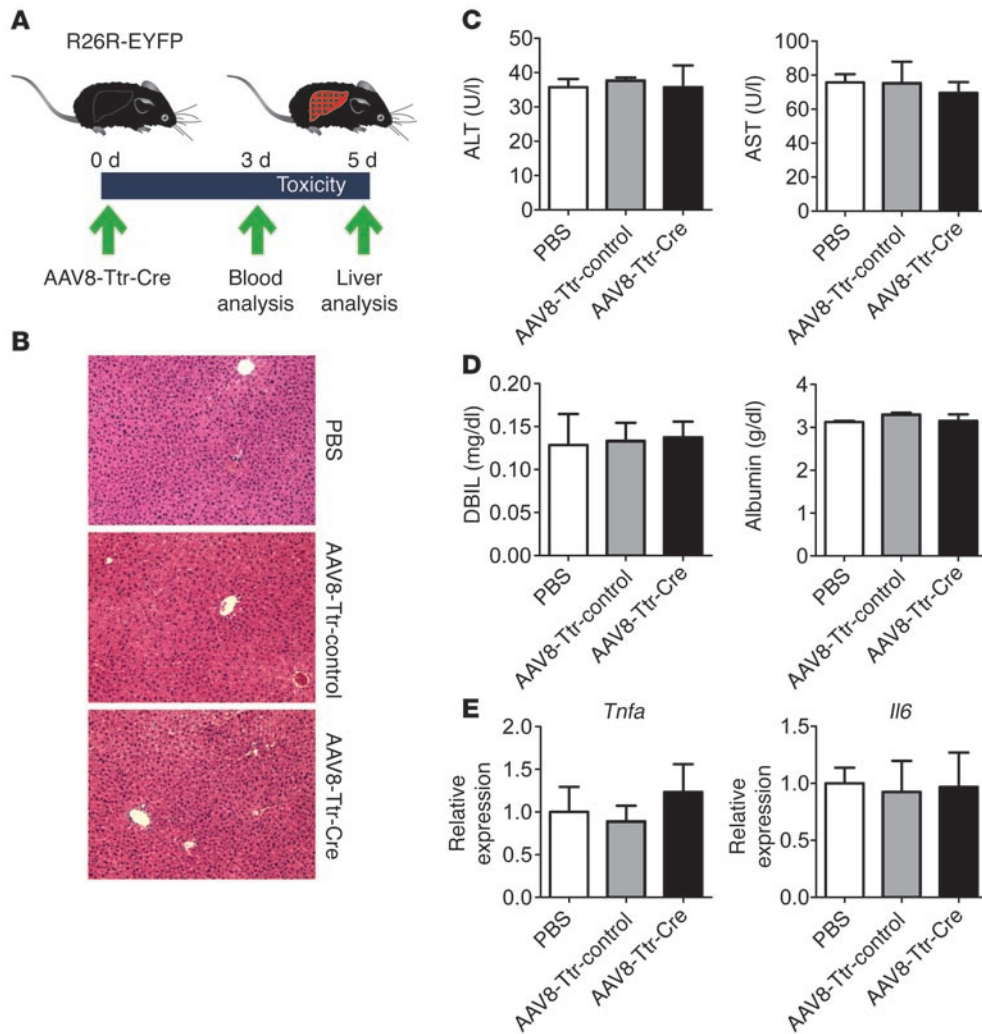 A
R26R-EYFP
0 d
3 d
5 d
Toxicity
AAV8-Ttr-Cre
Blood
analysis
Liver
analysis
B
PBS
AAV8-Ttr-control
AAV8-Ttr-Cre
C
ALT (U/l)
50
40
30
20
10
0
PBS
AAV8-Ttr-control
AAV8-Ttr-Cre
AST (U/l)
100
80
60
40
20
0
PBS
AAV8-Ttr-control
AAV8-Ttr-Cre
D
DBIL (mg/dl)
0.20
0.15
0.10
0.05
0.00
PBS
AAV8-Ttr-control
AAV8-Ttr-Cre
Albumin (g/dl)
4
3
2
1
0
PBS
AAV8-Ttr-control
AAV8-Ttr-Cre
E
Tnfa
Relative
expression
2.0
1.5
1.0
0.5
0.0
PBS
AAV8-Ttr-control
AAV8-Ttr-Cre
Il6
Relative
expression
1.5
1.0
0.5
0.0
PBS
AAV8-Ttr-control
AAV8-Ttr-Cre